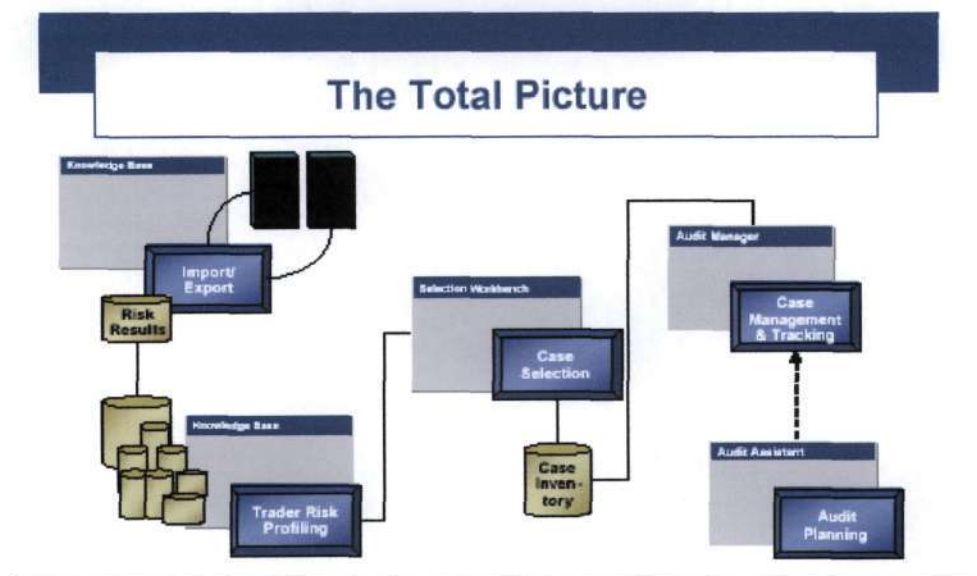 The Total Picture
Knowledge Base
Import/
Export
Risk
Results
Knowledge Base
Trader Risk
Profiling
Selection Workbench
Case
Selection
Case
Inven-
tory
Audit Manager
Case
Management
& Tracking
Audit Assistant
Audit
Planning